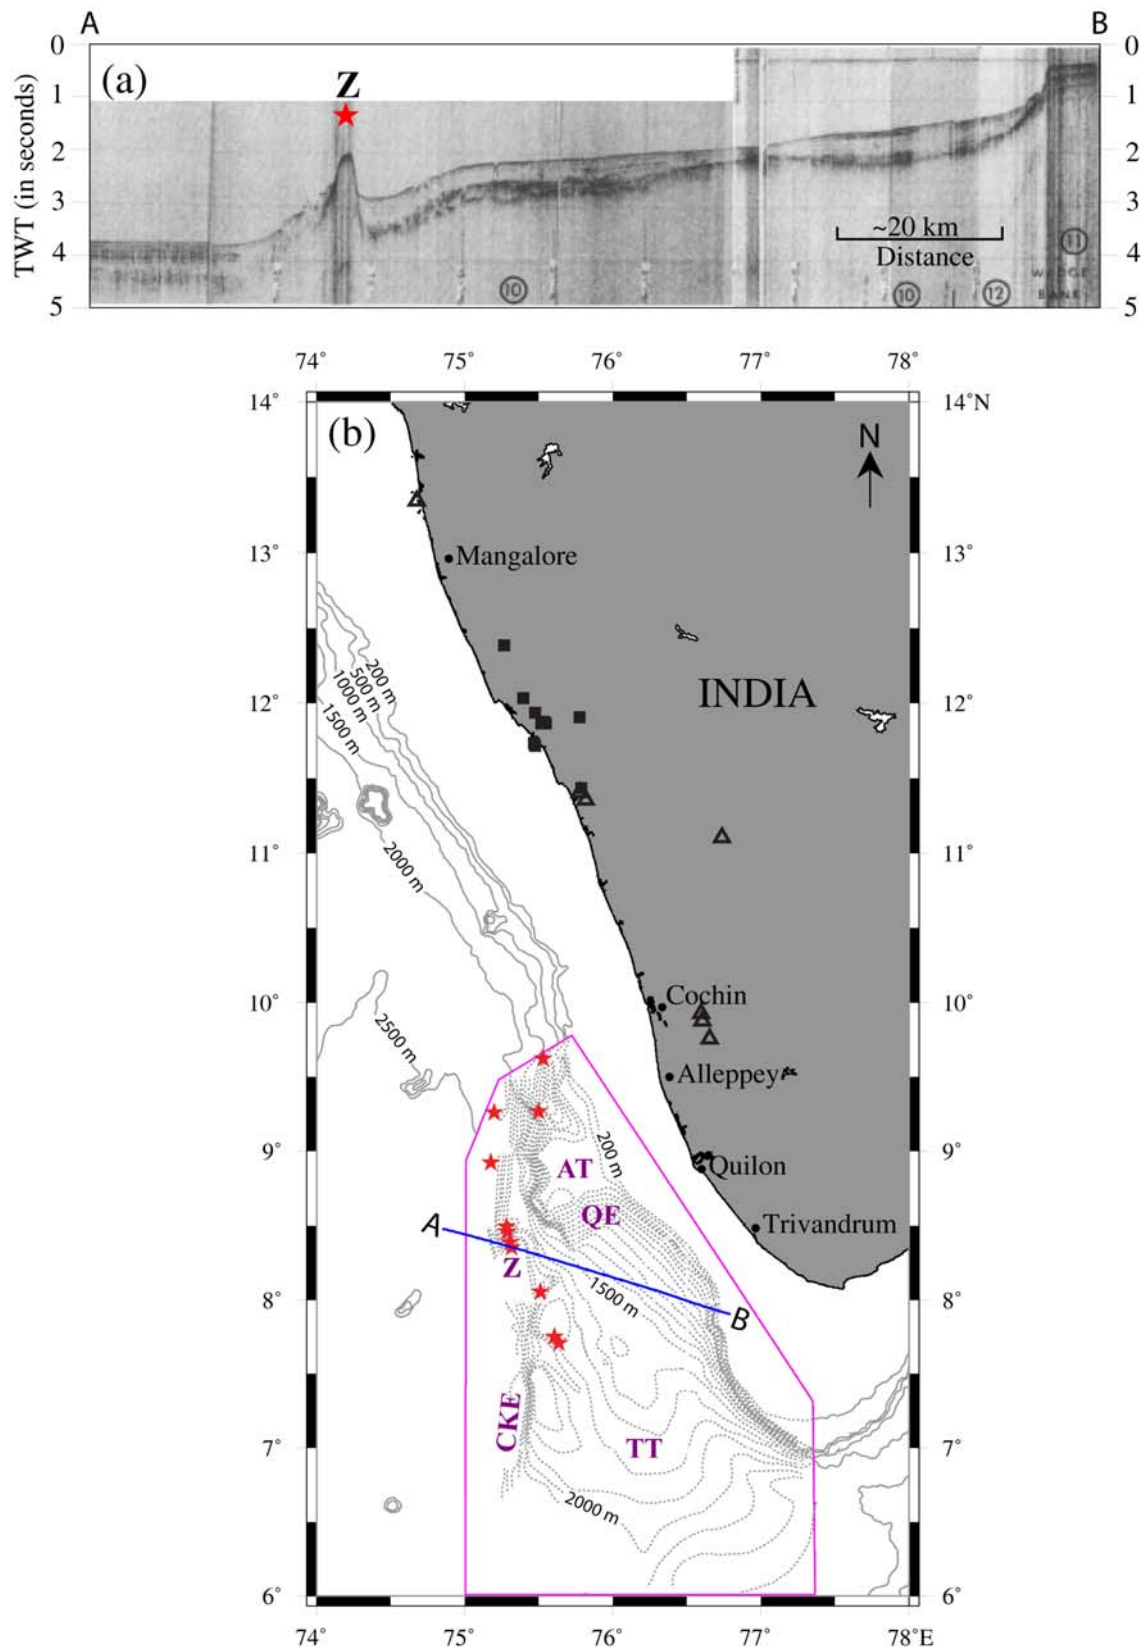 A B
0 0
(a)
Z
1 1
2 2
3 3
4 4
5 5
TWT (in seconds)
~20 km
Distance
10
10
12
11
WEDGE
BANK
74° 75° 76° 77° 78°
14° 14°N
(b)
N
13° 13°
Mangalore
12° 12°
INDIA
200 m
500 m
1000 m
1500 m
11° 11°
2000 m
10° 10°
Cochin
2500 m
Alleppey
9° 9°
200 m
AT
Quilon
QE
A
Trivandrum
Z
8° 8°
1500 m
B
CKE
7° 7°
TT
2000 m
6° 6°
74° 75° 76° 77° 78°E